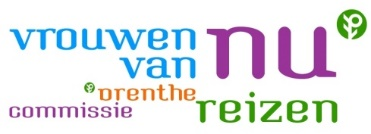 vrouwen
van nu
Drenthe
commissie reizen